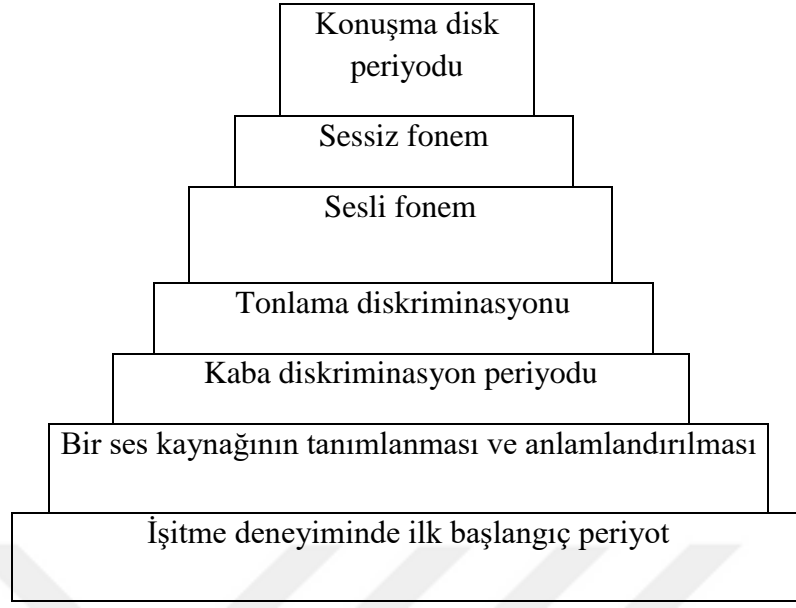 Konuşma disk
periyodu
Sessiz fonem
Sesli fonem
Tonlama diskriminasyonu
Kaba diskriminasyon periyodu
Bir ses kaynağının tanımlanması ve anlamlandırılması
İşitme deneyiminde ilk başlangıç periyot